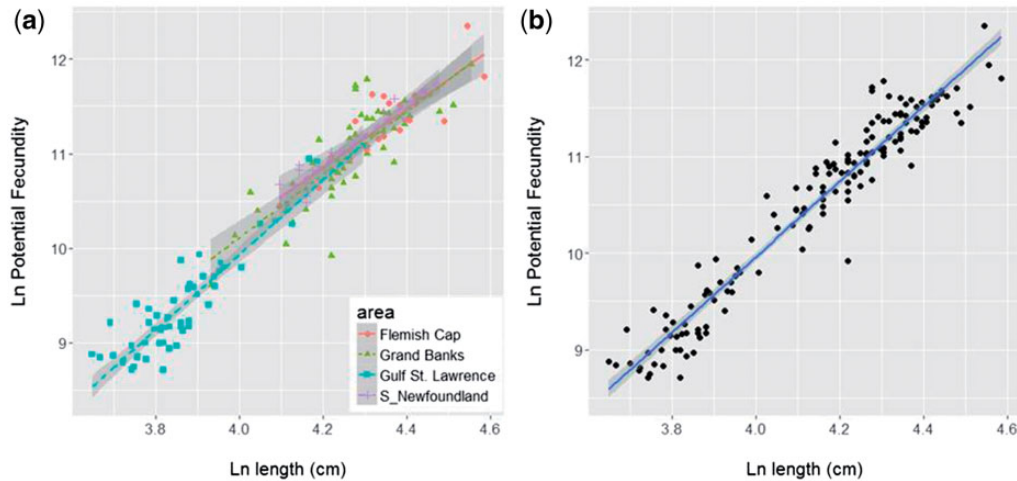 (a)
Ln Potential Fecundity
12
11
10
9
area
Flemish Cap
Grand Banks
Gulf St. Lawrence
S_Newfoundland
3.8 4.0 4.2 4.4 4.6
Ln length (cm)
(b)
Ln Potential Fecundity
12
11
10
9
3.8 4.0 4.2 4.4 4.6
Ln length (cm)